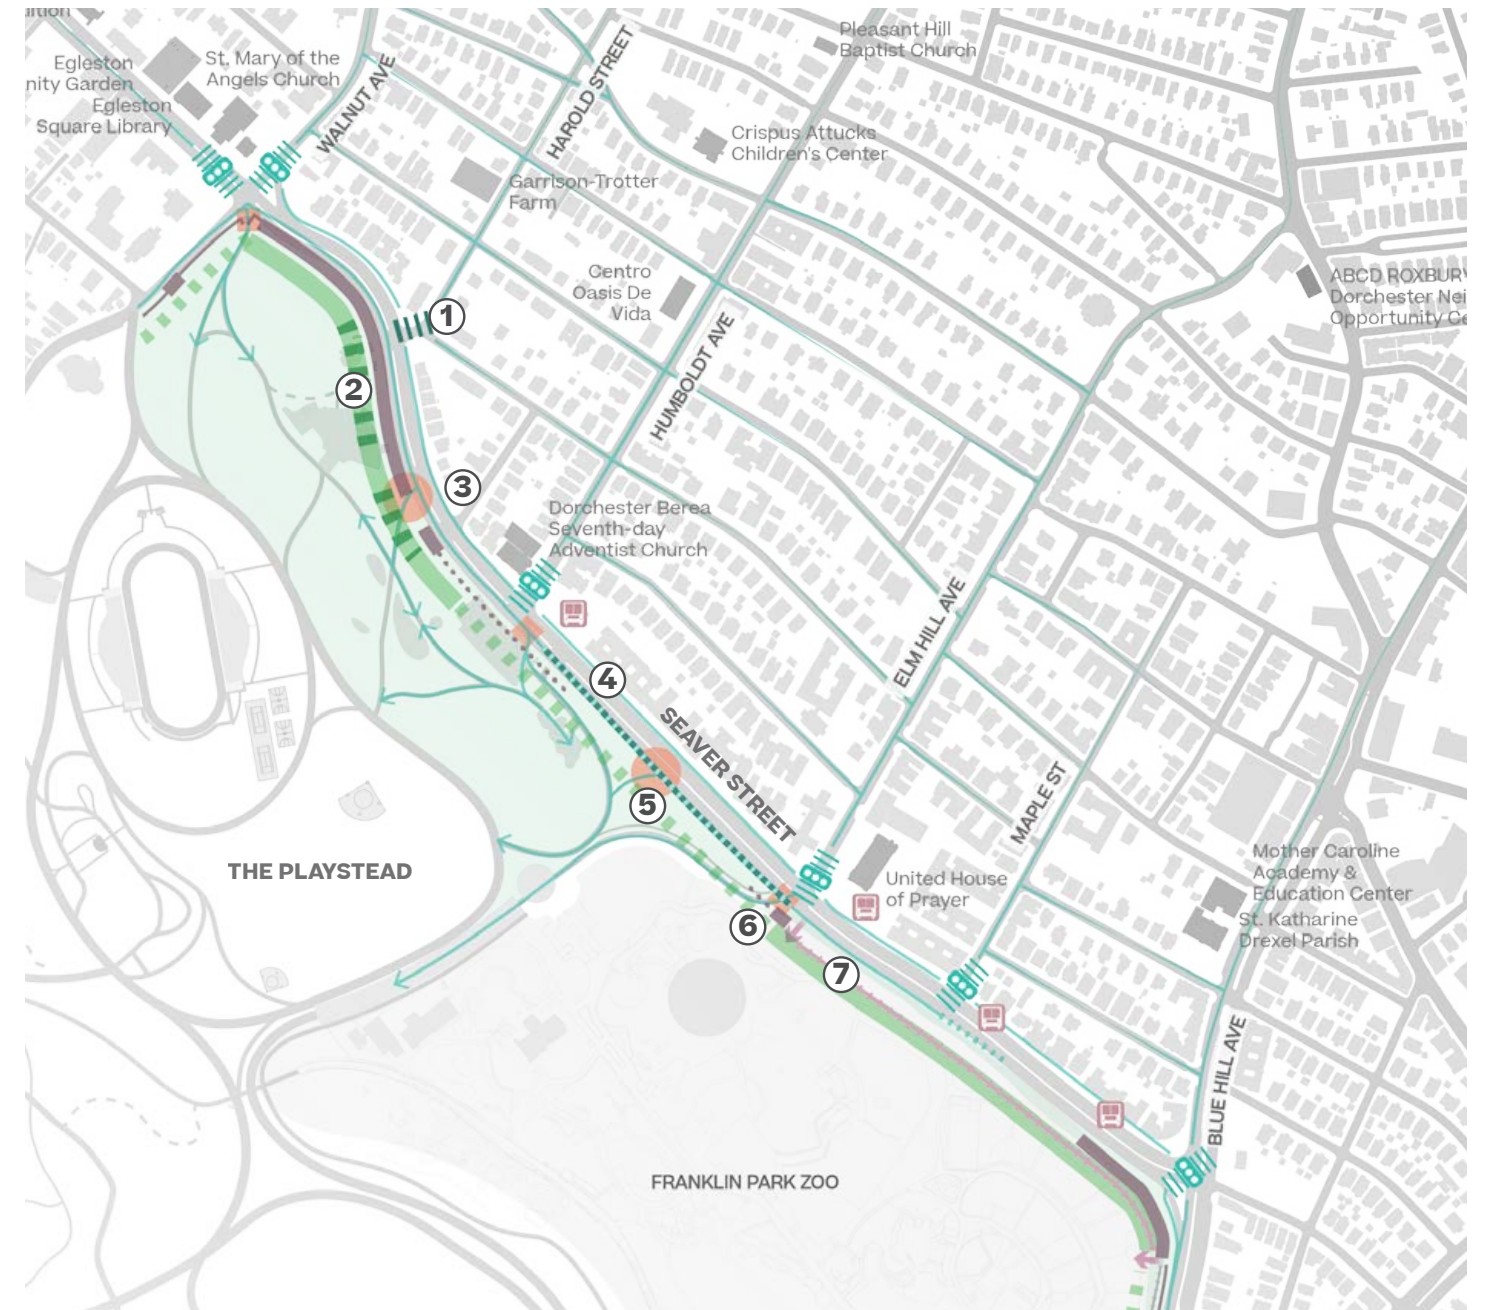 Pleasant Hill
Baptist Church
Egleston
nity Garden
St. Mary of the
Angels Church
Egleston
Square Library
WALNUT AVE
HAROLD STREET
Crispus Attucks
Children's Center
Garrison-Trotter
Farm
Centro
Oasis De
Vida
ABCD ROXBURY
Dorchester Nei
Opportunity Ce
1
HUMBOLDT AVE
2
3
Dorchester Berea
Seventh-day
Adventist Church
ELM HILL AVE
4
SEAVER STREET
5
MAPLE ST
THE PLAYSTEAD
United House
of Prayer
Mother Caroline
Academy &
Education Center
St. Katharine
Drexel Parish
6
7
BLUE HILL AVE
FRANKLIN PARK ZOO